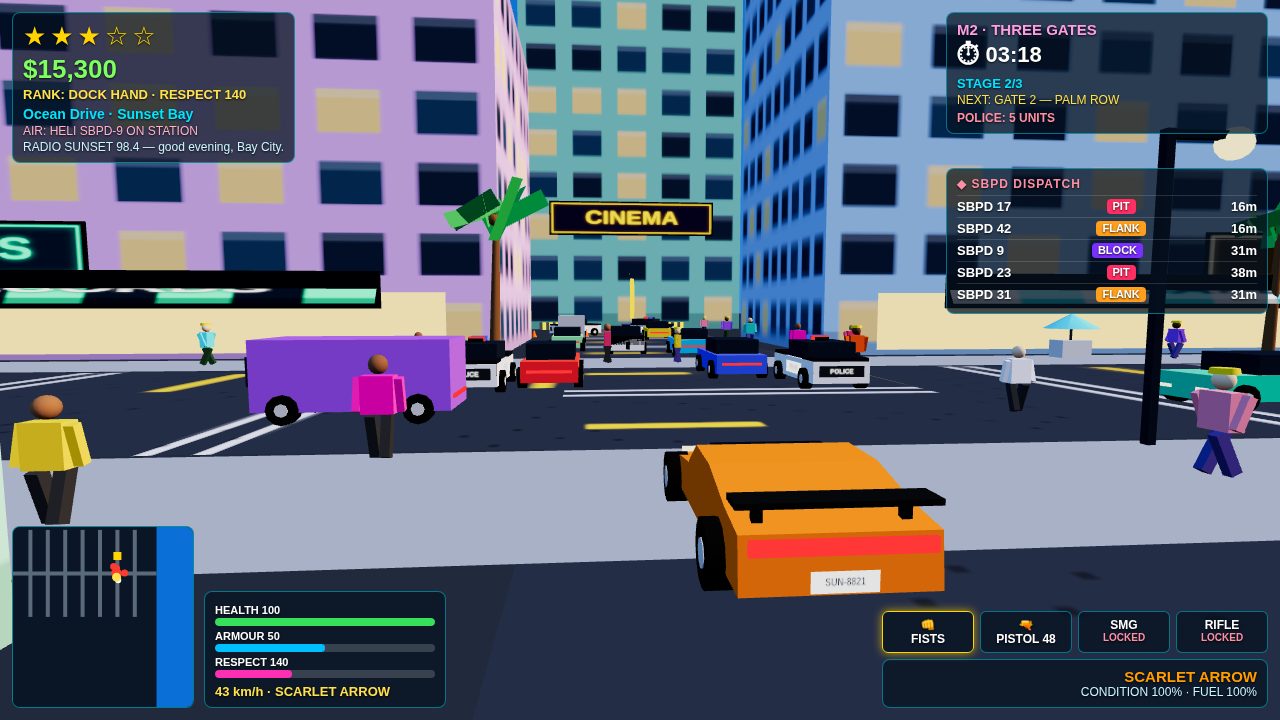 ★★★☆☆
$15,300
RANK: DOCK HAND · RESPECT 140
Ocean Drive · Sunset Bay
AIR: HELI SBPD-9 ON STATION
RADIO SUNSET 98.4 — good evening, Bay City.
M2 · THREE GATES
⏱ 03:18
STAGE 2/3
NEXT: GATE 2 — PALM ROW
POLICE: 5 UNITS
◆ SBPD DISPATCH
SBPD 17 PIT 16m
SBPD 42 FLANK 16m
SBPD 9 BLOCK 31m
SBPD 23 PIT 38m
SBPD 31 FLANK 31m
CINEMA
POLICE
SUN-8821
HEALTH 100
ARMOUR 50
RESPECT 140
43 km/h · SCARLET ARROW
FISTS
PISTOL 48
SMG
LOCKED
RIFLE
LOCKED
SCARLET ARROW
CONDITION 100% · FUEL 100%